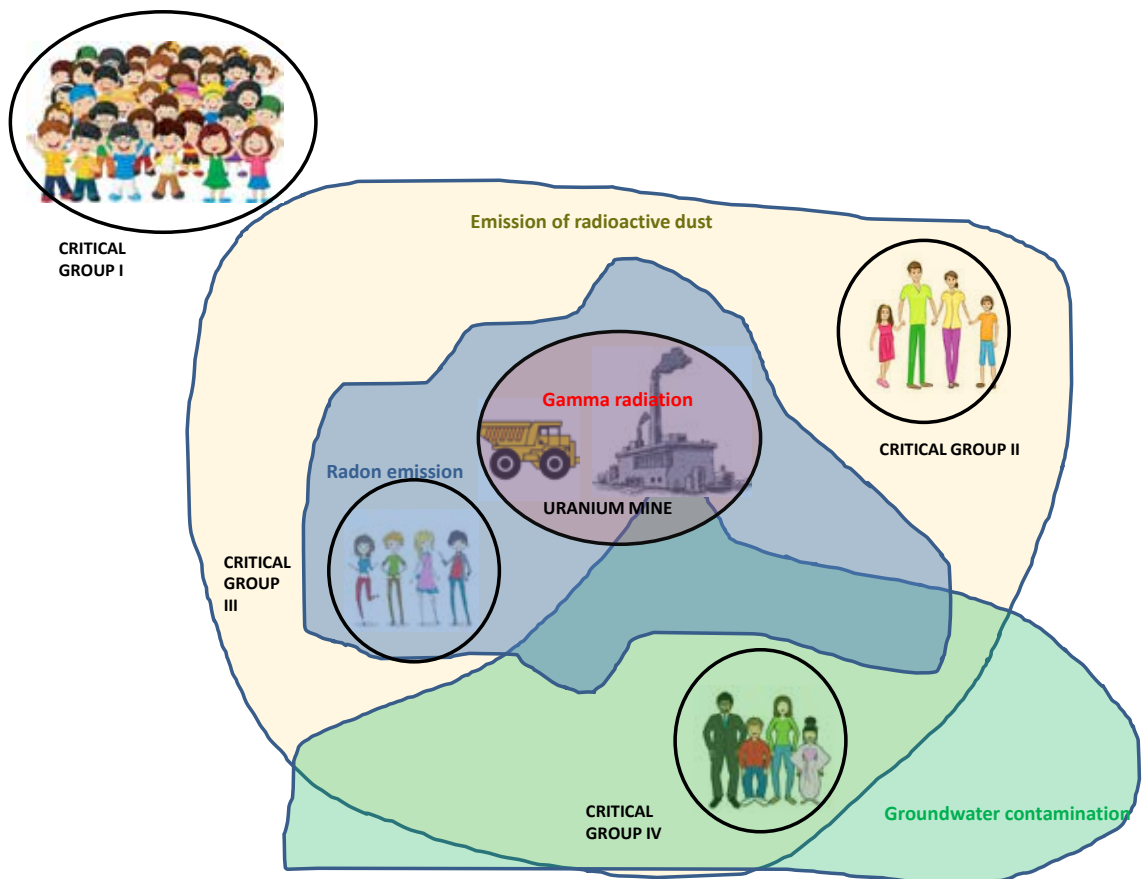 CRITICAL
GROUP I
Emission of radioactive dust
CRITICAL GROUP II
Gamma radiation
Radon emission
URANIUM MINE
CRITICAL
GROUP
III
CRITICAL
GROUP IV
Groundwater contamination